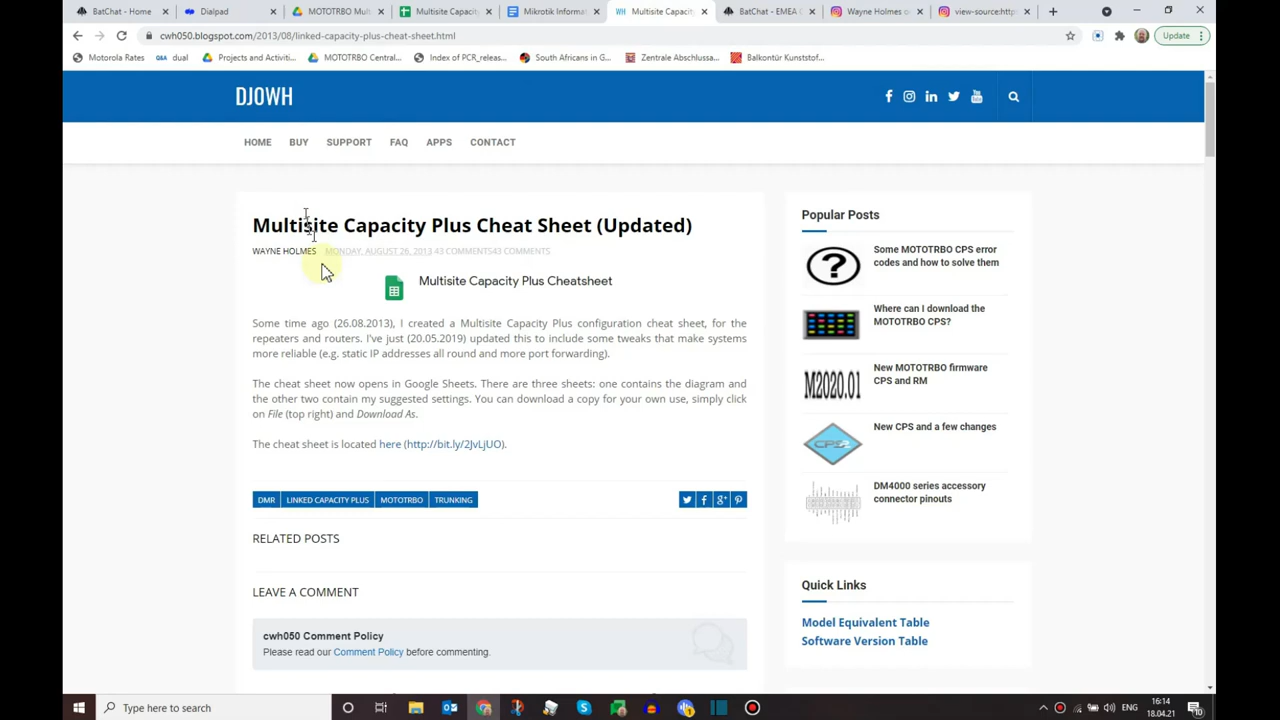 BatChat - Home
Dialpad
MOTOTRBO Mul
Multisite Capacity
Mikrotik Informa
Multisite Capacity
BatChat - EMEA C
Wayne Holmes o
view-source:http
cwh050.blogspot.com/2013/08/linked-capacity-plus-cheat-sheet.html
Update
Motorola Rates
dual
Projects and Activiti...
MOTOTRBO Central...
Index of PCR_releas...
South Africans in G...
Zentrale Abschlussa...
Balkontür Kunststof...
DJ0WH
HOME
BUY
SUPPORT
FAQ
APPS
CONTACT
Multisite Capacity Plus Cheat Sheet (Updated)
WAYNE HOLMES MONDAY, AUGUST 26, 2013 43 COMMENTS43 COMMENTS
Multisite Capacity Plus Cheatsheet
Some time ago (26.08.2013), I created a Multisite Capacity Plus configuration cheat sheet, for the
repeaters and routers. I've just (20.05.2019) updated this to include some tweaks that make systems
more reliable (e.g. static IP addresses all round and more port forwarding).
The cheat sheet now opens in Google Sheets. There are three sheets: one contains the diagram and
the other two contain my suggested settings. You can download a copy for your own use, simply click
on File (top right) and Download As.
The cheat sheet is located here (http://bit.ly/2JvLjUO).
DMR
LINKED CAPACITY PLUS
MOTOTRBO
TRUNKING
RELATED POSTS
LEAVE A COMMENT
cwh050 Comment Policy
Please read our Comment Policy before commenting.
Popular Posts
Some MOTOTRBO CPS error
codes and how to solve them
Where can I download the
MOTOTRBO CPS?
M2020.01
New MOTOTRBO firmware
CPS and RM
CPS2
New CPS and a few changes
DM4000 series accessory
connector pinouts
Quick Links
Model Equivalent Table
Software Version Table
Type here to search
ENG
16:14
18.04.21